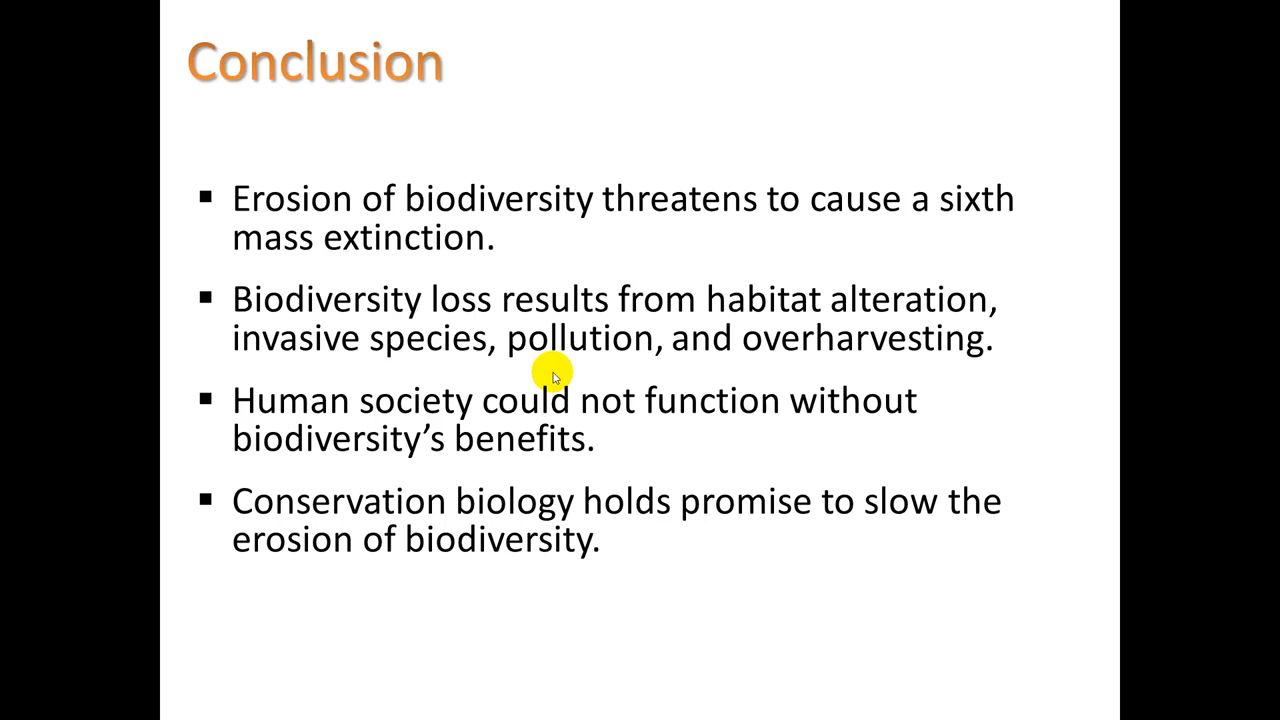 Conclusion
▪ Erosion of biodiversity threatens to cause a sixth
mass extinction.
▪ Biodiversity loss results from habitat alteration,
invasive species, pollution, and overharvesting.
▪ Human society could not function without
biodiversity’s benefits.
▪ Conservation biology holds promise to slow the
erosion of biodiversity.